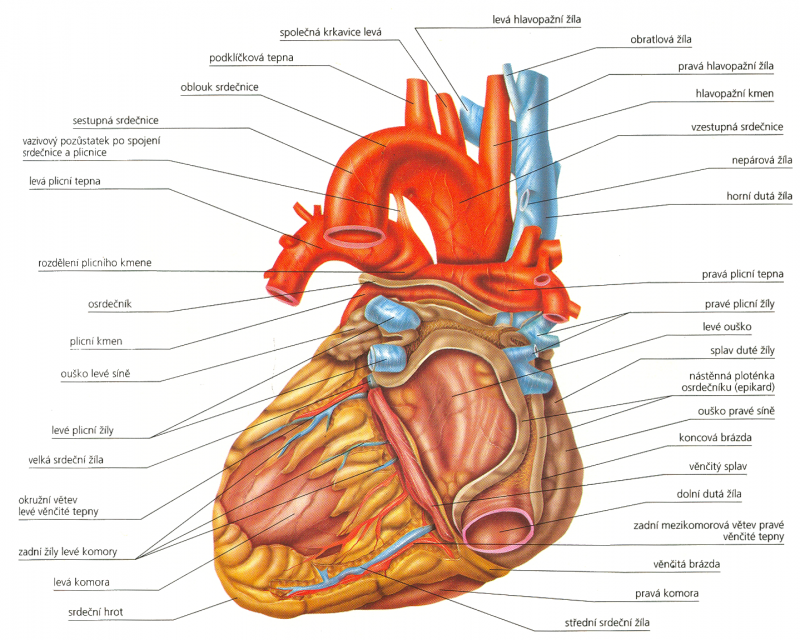 levá hlavopažní žíla
společná krkavice levá
obratlová žíla
podklíčková tepna
pravá hlavopažní žíla
oblouk srdečnice
hlavopažní kmen
sestupná srdečnice
vzestupná srdečnice
vazivový pozůstatek po spojení
srdečnice a plicnice
nepárová žíla
levá plicní tepna
horní dutá žíla
rozdělení plicního kmene
pravá plicní tepna
osrdečník
pravé plicní žíly
plicní kmen
levé ouško
splav duté žíly
ouško levé síně
nástěnná ploténka
osrdečníku (epikard)
ouško pravé síně
levé plicní žíly
koncová brázda
velká srdeční žíla
věnčitý splav
okružní větev
levé věnčité tepny
dolní dutá žíla
zadní mezikomorová větev pravé
věnčité tepny
zadní žíly levé komory
věnčitá brázda
levá komora
pravá komora
srdeční hrot
střední srdeční žíla